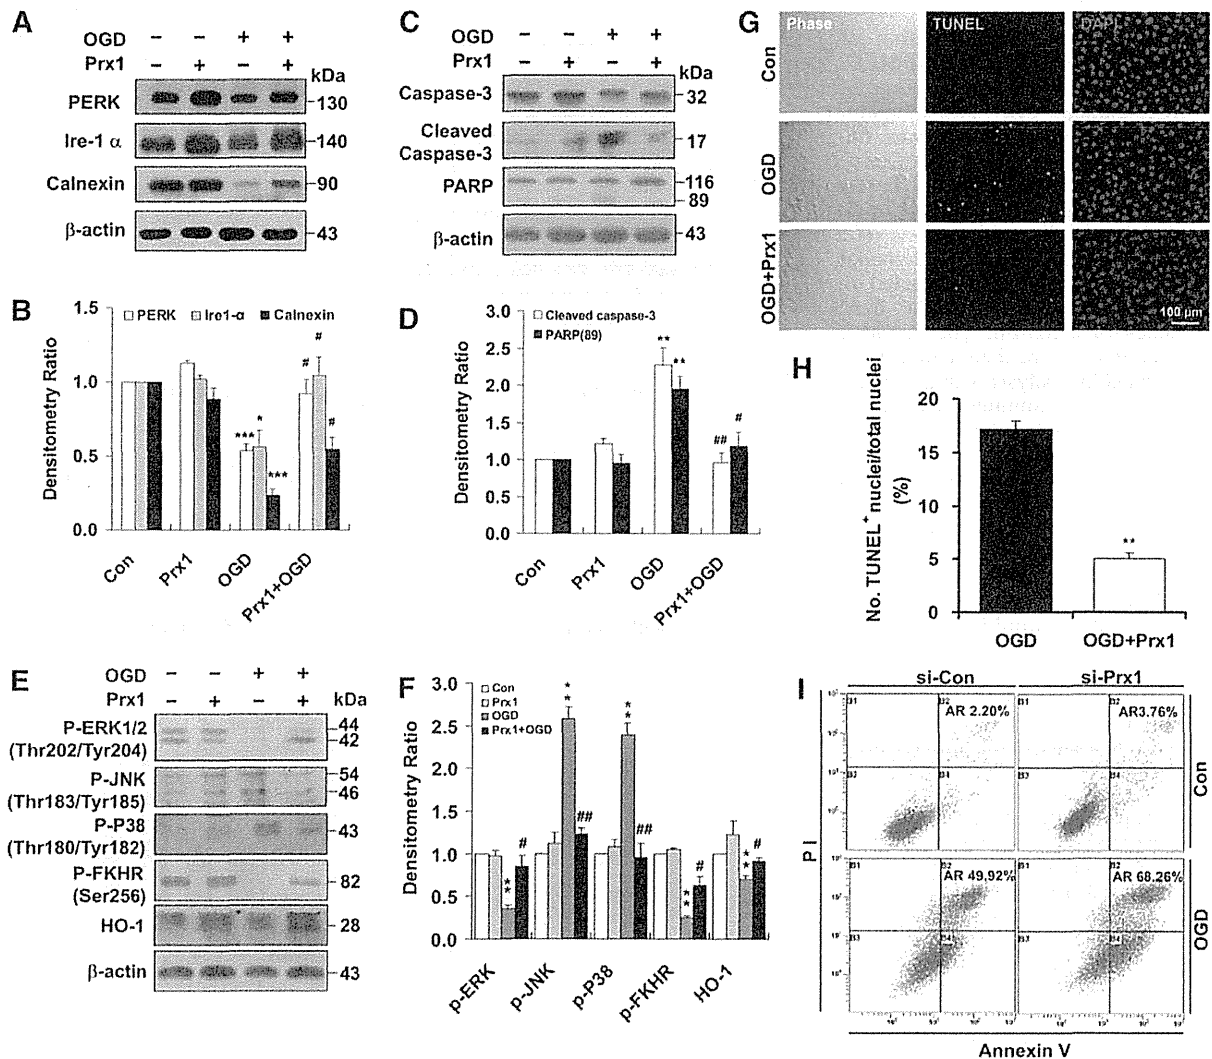 A
OGD − − + +
Prx1 − + − +
kDa
PERK 130
Ire-1 α 140
Calnexin 90
β-actin 43
B
Densitometry Ratio
1.5
1.0
0.5
0.0
PERK Ire1-α Calnexin
*** * ***
# # #
Con Prx1 OGD Prx1+OGD
C
OGD − − + +
Prx1 − + − +
kDa
Caspase-3 32
Cleaved
Caspase-3 17
PARP 116
89
β-actin 43
D
Densitometry Ratio
3.0
2.5
2.0
1.5
1.0
0.5
0.0
Cleaved caspase-3
PARP(89)
** **
## #
Con Prx1 OGD Prx1+OGD
E
OGD − − + +
Prx1 − + − +
kDa
P-ERK1/2 44
(Thr202/Tyr204) 42
P-JNK 54
(Thr183/Tyr185) 46
P-P38 43
(Thr180/Tyr182)
P-FKHR 82
(Ser256)
HO-1 28
β-actin 43
F
Densitometry Ratio
3.0
2.5
2.0
1.5
1.0
0.5
0.0
Con
Prx1
OGD
Prx1+OGD
** # ** ## ** ## ** # ** #
p-ERK p-JNK p-P38 p-FKHR HO-1
G
Phase TUNEL DAPI
Con
OGD
OGD+Prx1
100 μm
H
No. TUNEL+ nuclei/total nuclei
(%)
20
15
10
5
0
**
OGD OGD+Prx1
I
si-Con si-Prx1
AR 2.20%
AR3.76%
Con
AR 49,92%
AR 68.26%
OGD
PI
Annexin V